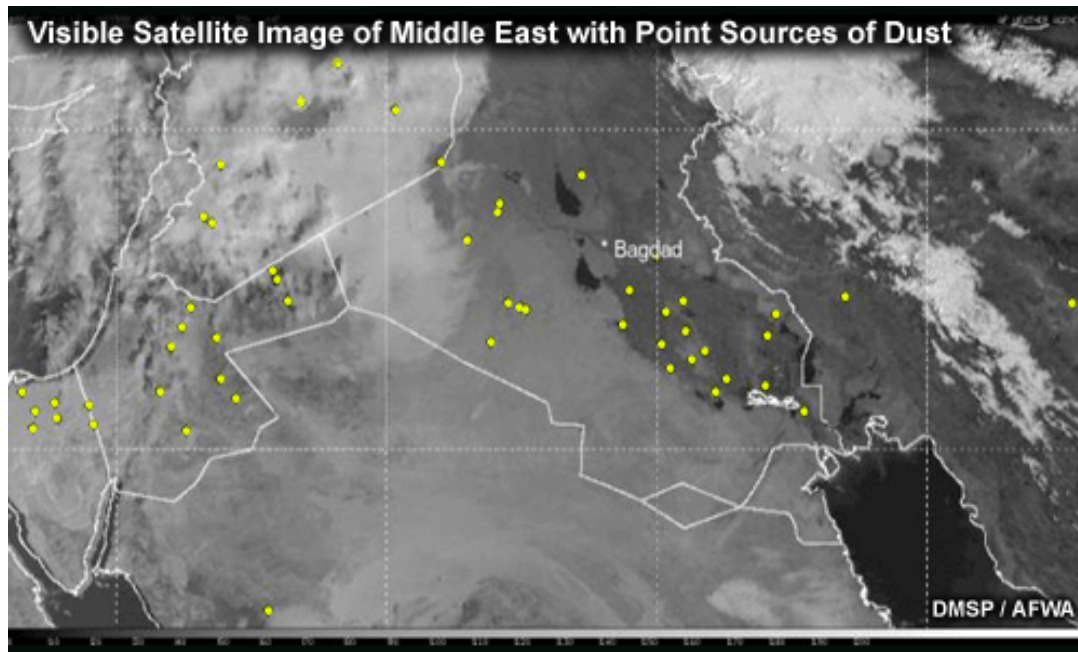 Visible Satellite Image of Middle East with Point Sources of Dust
Bagdad
DMSP / AFWA